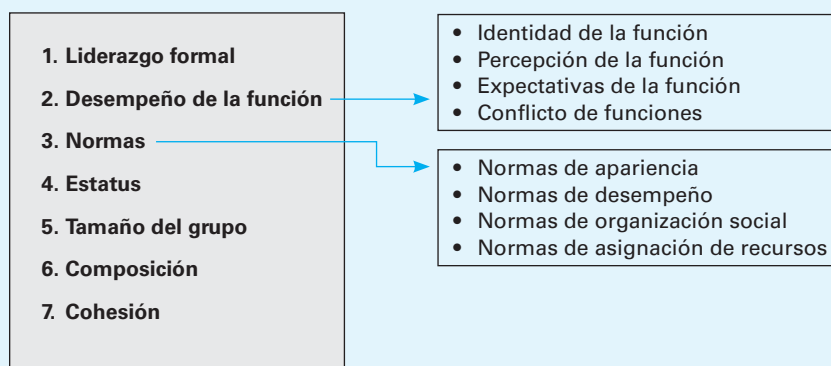 1. Liderazgo formal
2. Desempeño de la función
3. Normas
4. Estatus
5. Tamaño del grupo
6. Composición
7. Cohesión
• Identidad de la función
• Percepción de la función
• Expectativas de la función
• Conflicto de funciones
• Normas de apariencia
• Normas de desempeño
• Normas de organización social
• Normas de asignación de recursos